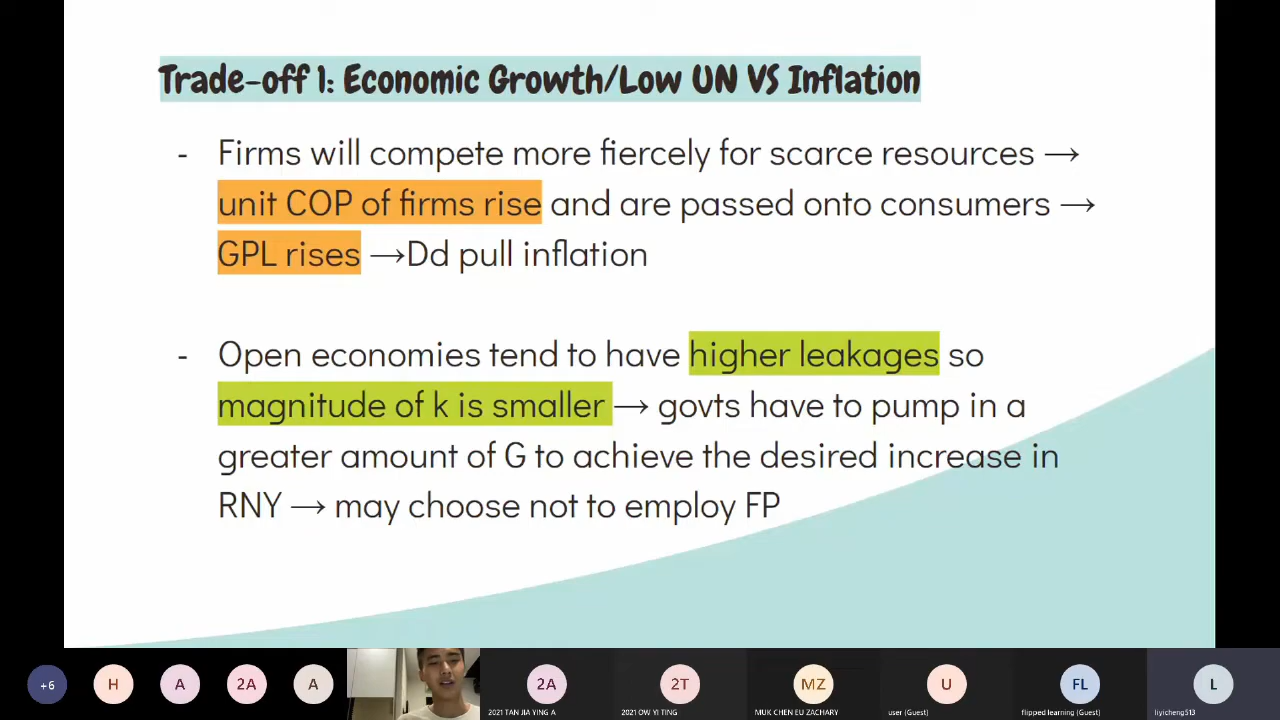 Trade-off 1: Economic Growth/Low UN VS Inflation
- Firms will compete more fiercely for scarce resources →
unit COP of firms rise and are passed onto consumers →
GPL rises →Dd pull inflation
- Open economies tend to have higher leakages so
magnitude of k is smaller → govts have to pump in a
greater amount of G to achieve the desired increase in
RNY → may choose not to employ FP
+6
H
A
2A
A
2A
2T
MZ
U
FL
L
2021 TAN JIA YING A
2021 OW YI TING
MUK CHEN EU ZACHARY
user (Guest)
flipped learning (Guest)
liyicheng513